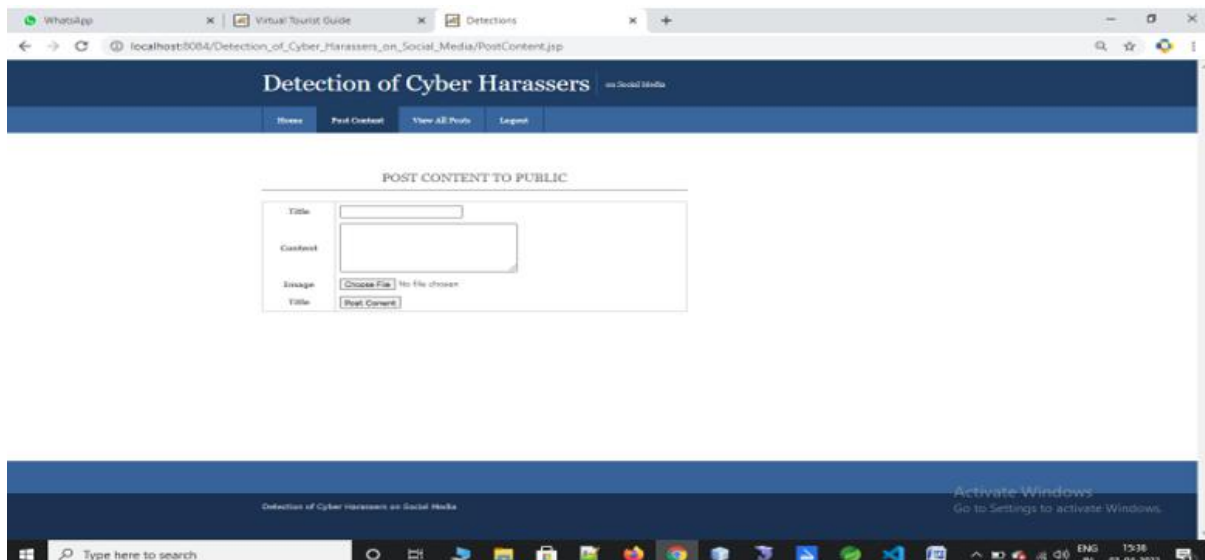 WhatsApp
Virtual Tourist Guide
Detections
localhost:8084/Detection_of_Cyber_Harassers_on_Social_Media/PostContent.jsp
Detection of Cyber Harassers on Social Media
Home Post Content View All Posts Logout
POST CONTENT TO PUBLIC
Title
Content
Image Choose File No file chosen
Title Post Conent
Activate Windows
Go to Settings to activate Windows.
Detection of Cyber Harassers on Social Media
Type here to search
ENG 15:38